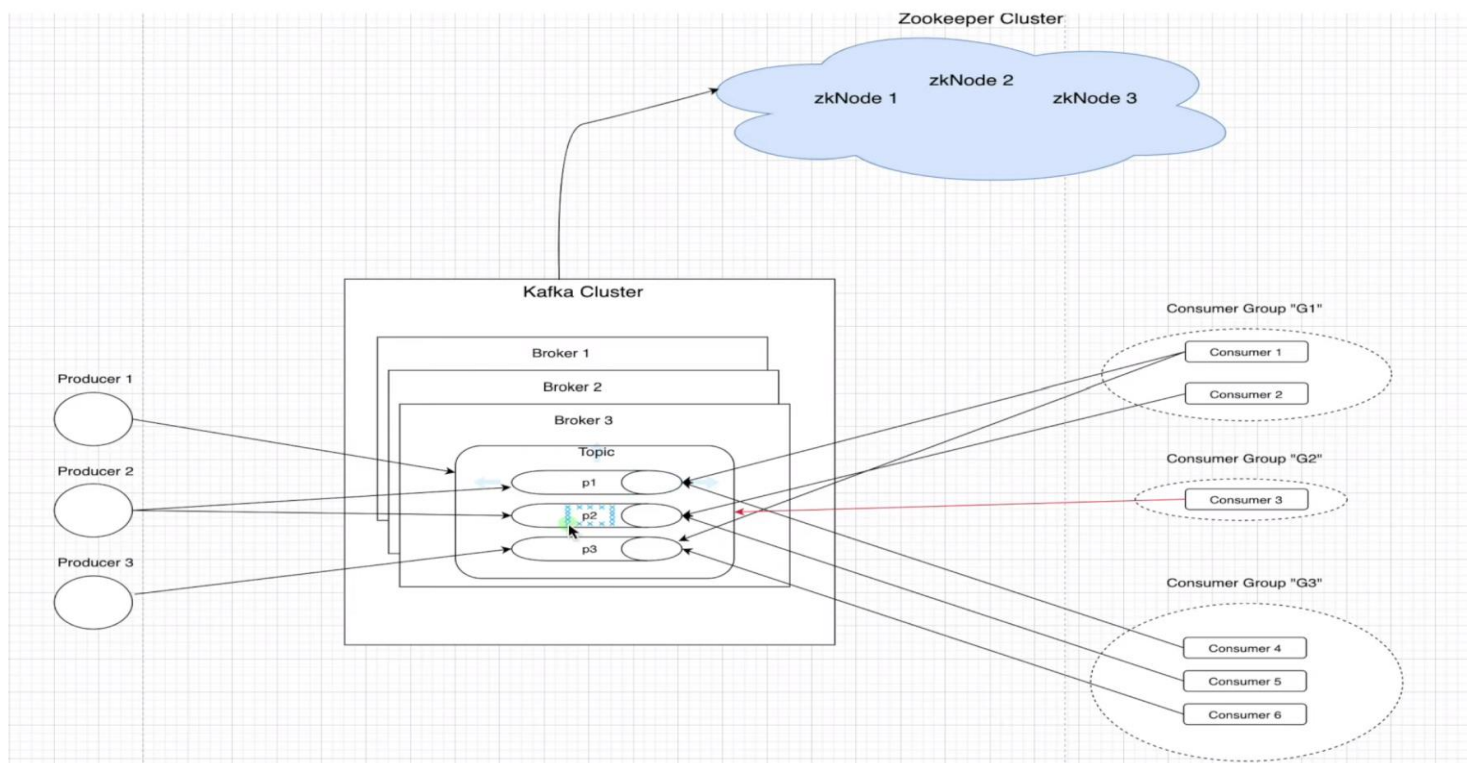 Zookeeper Cluster
zkNode 1
zkNode 2
zkNode 3
Kafka Cluster
Broker 1
Broker 2
Broker 3
Topic
p1
p2
p3
Producer 1
Producer 2
Producer 3
Consumer Group "G1"
Consumer 1
Consumer 2
Consumer Group "G2"
Consumer 3
Consumer Group "G3"
Consumer 4
Consumer 5
Consumer 6